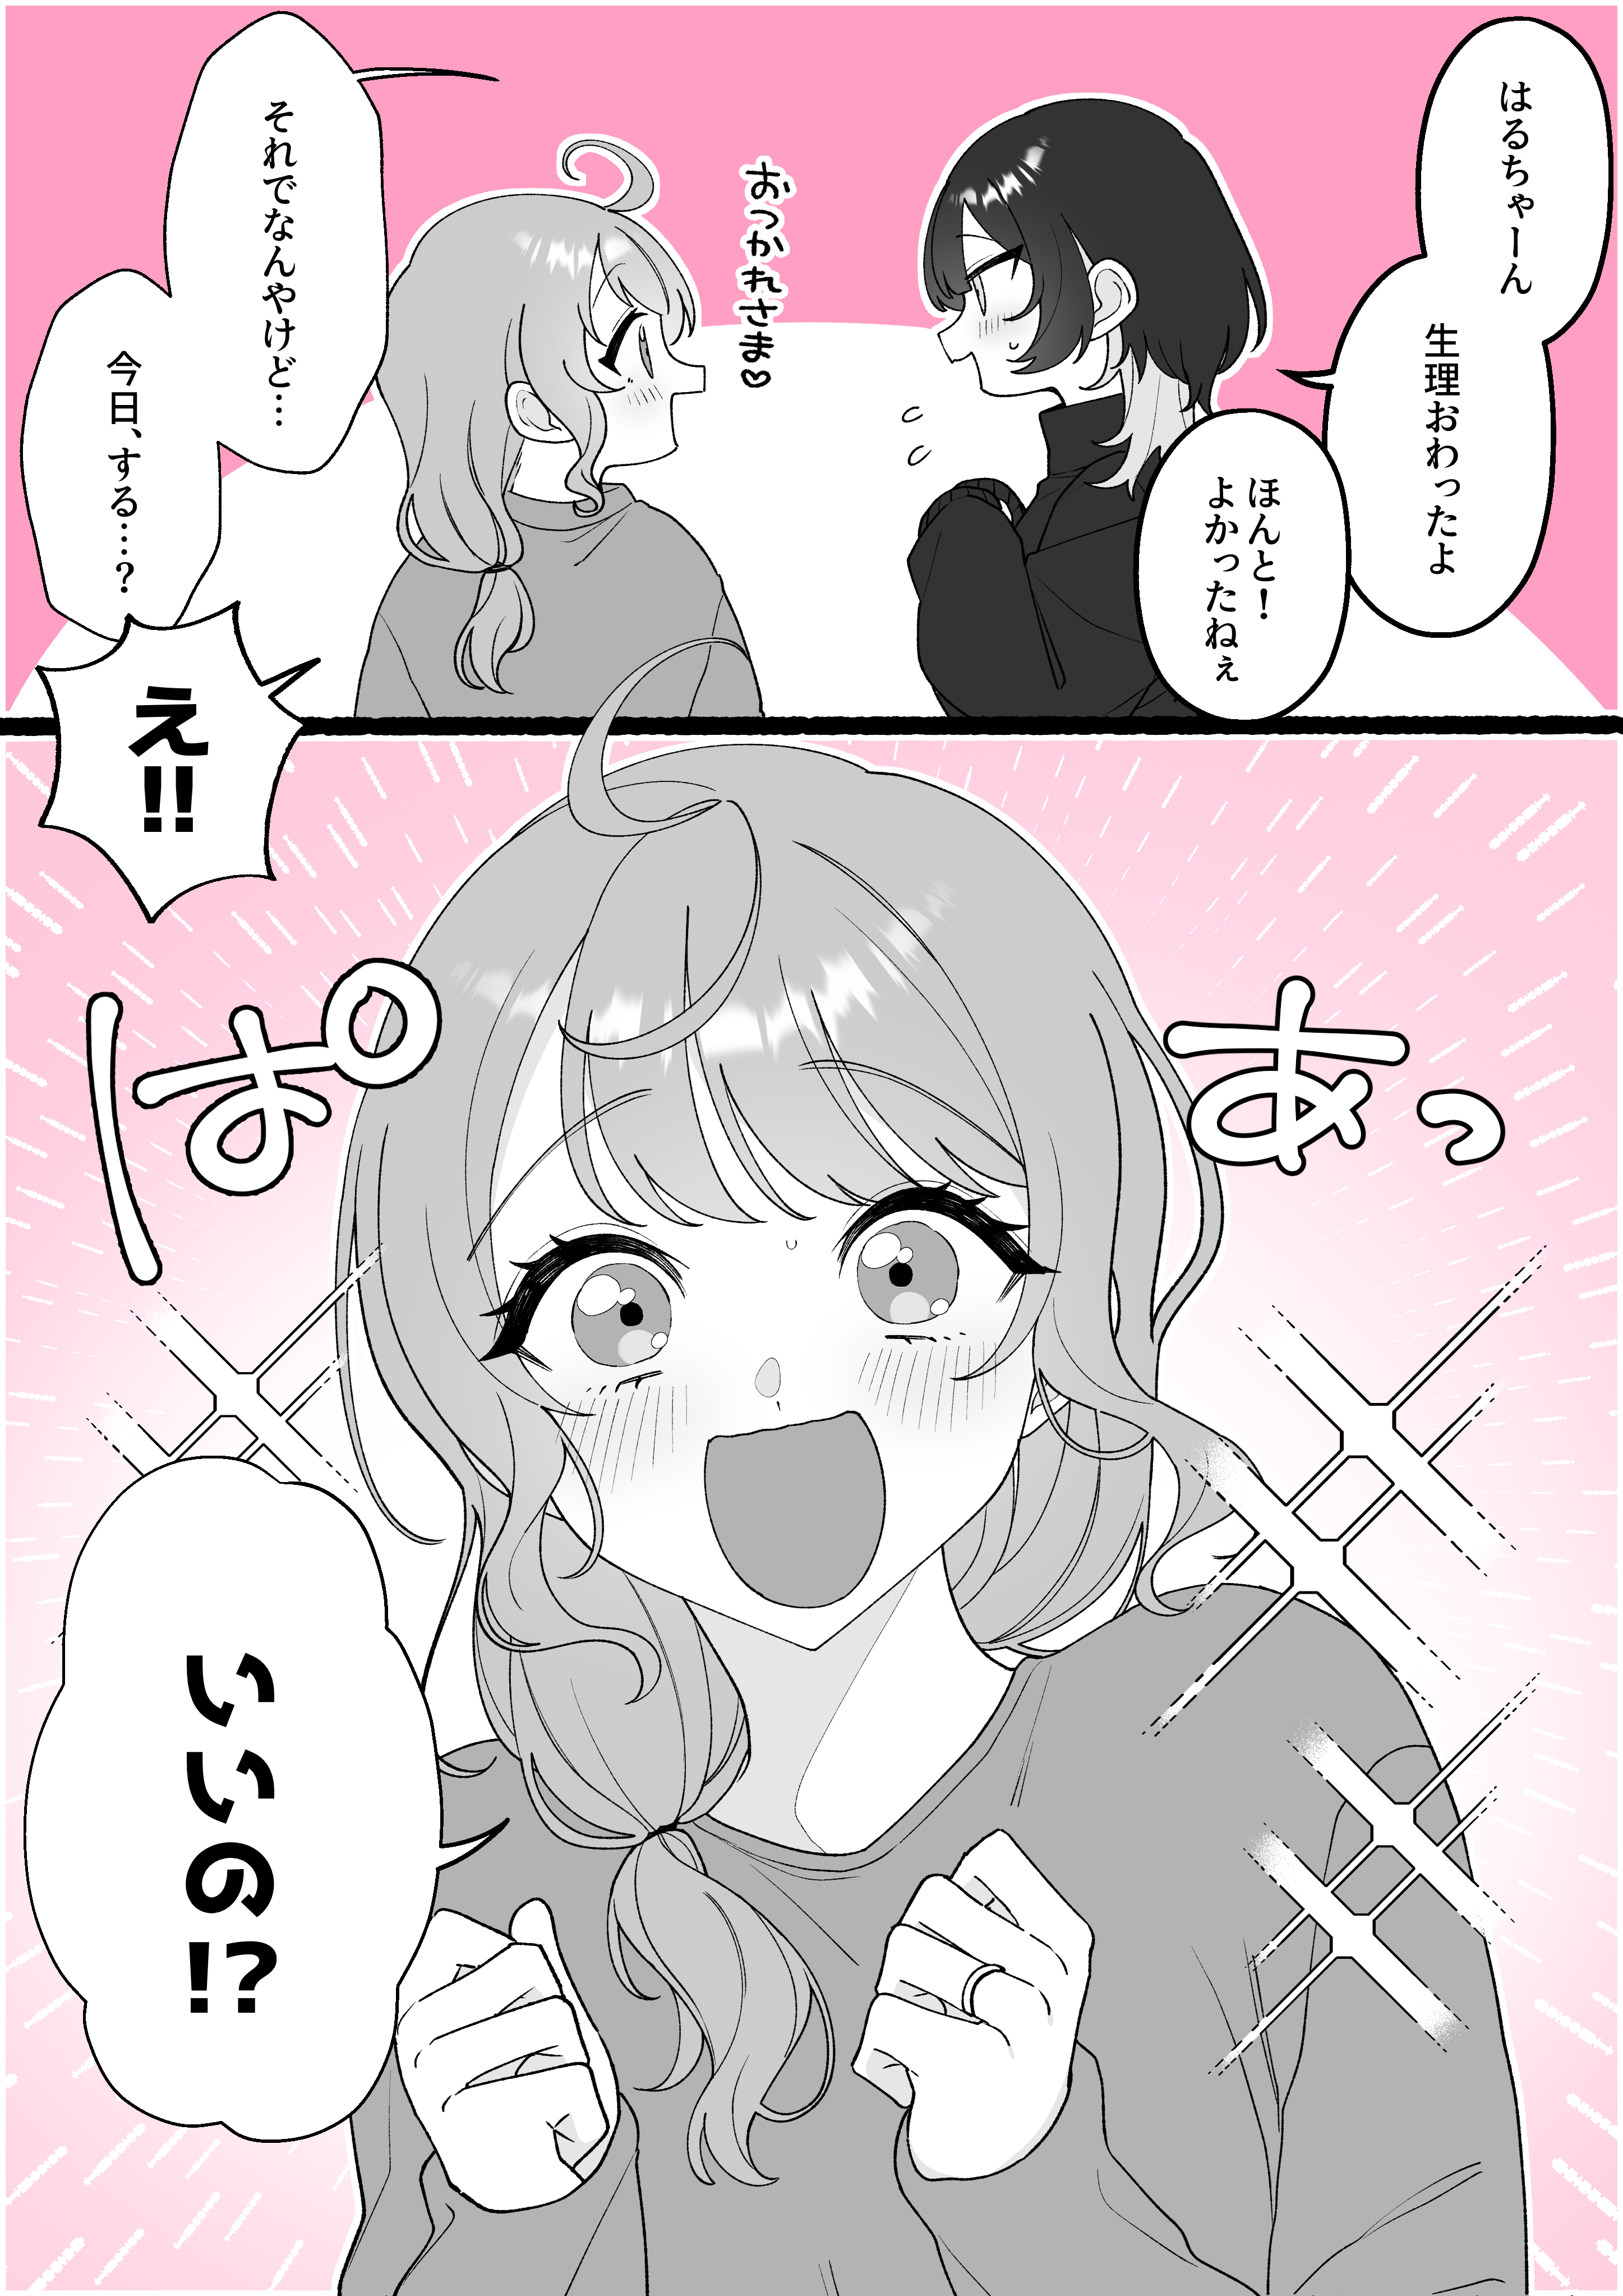 はるちゃーん
生理おわったよ
ほんと!
よかったねぇ
おつかれさま♡
それでなんやけど…
今日、する……?
え!!
ぱあっ
いいの!?